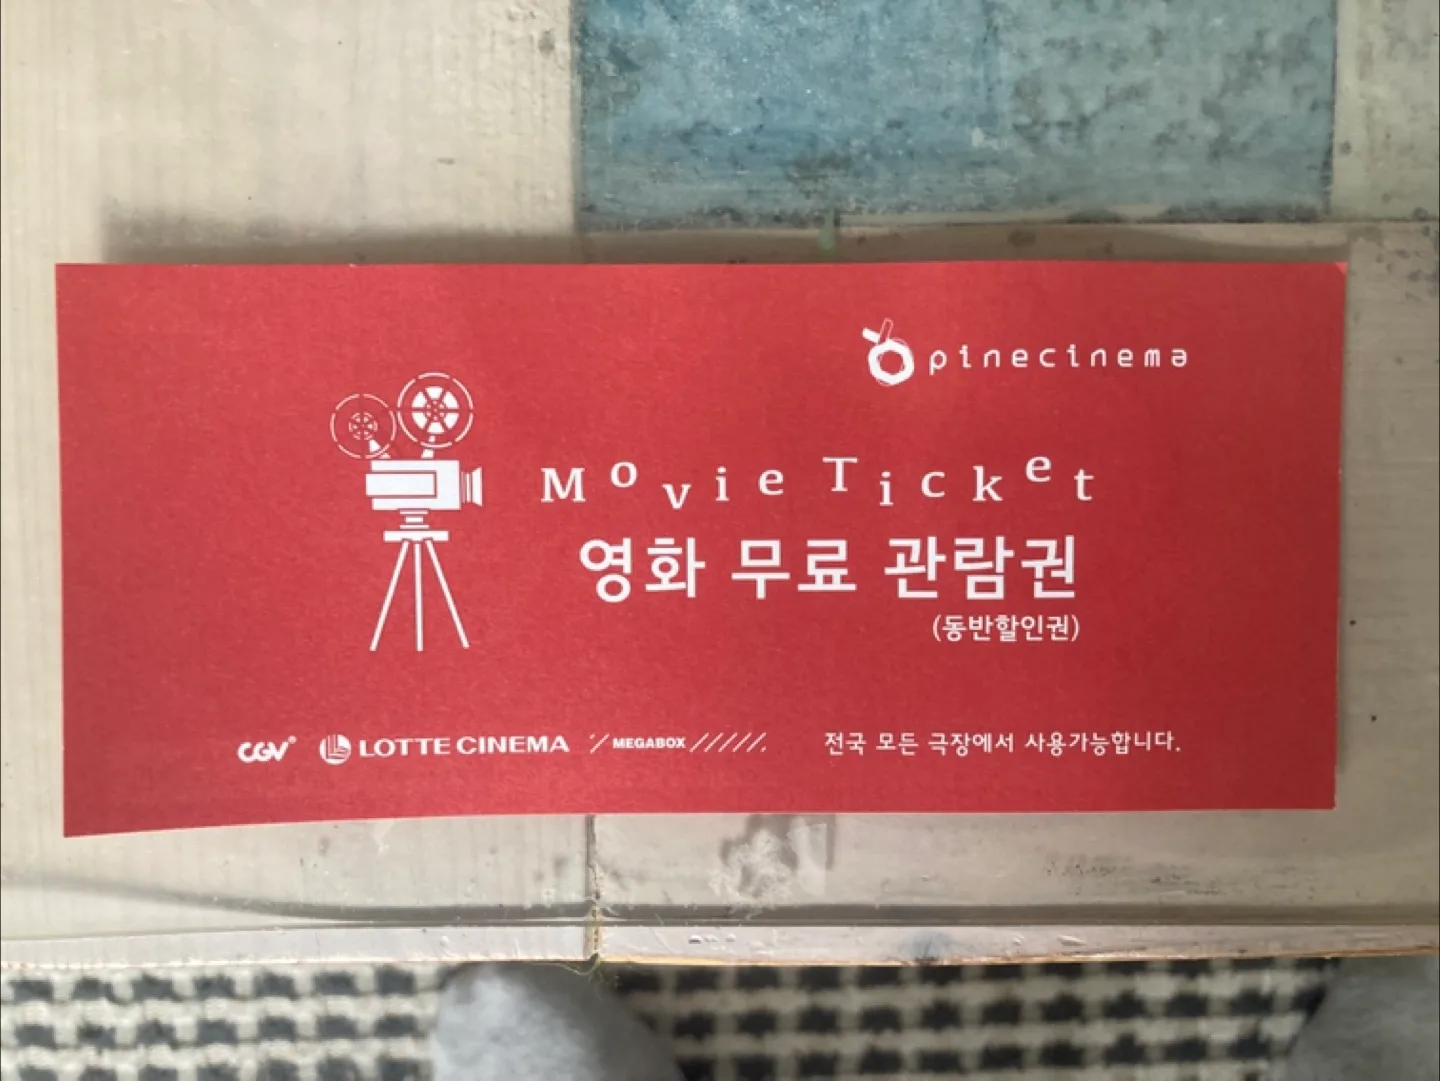 pinecinema
Movie Ticket
영화 무료 관람권
(동반할인권)
CGV® LOTTE CINEMA MEGABOX 전국 모든 극장에서 사용가능합니다.